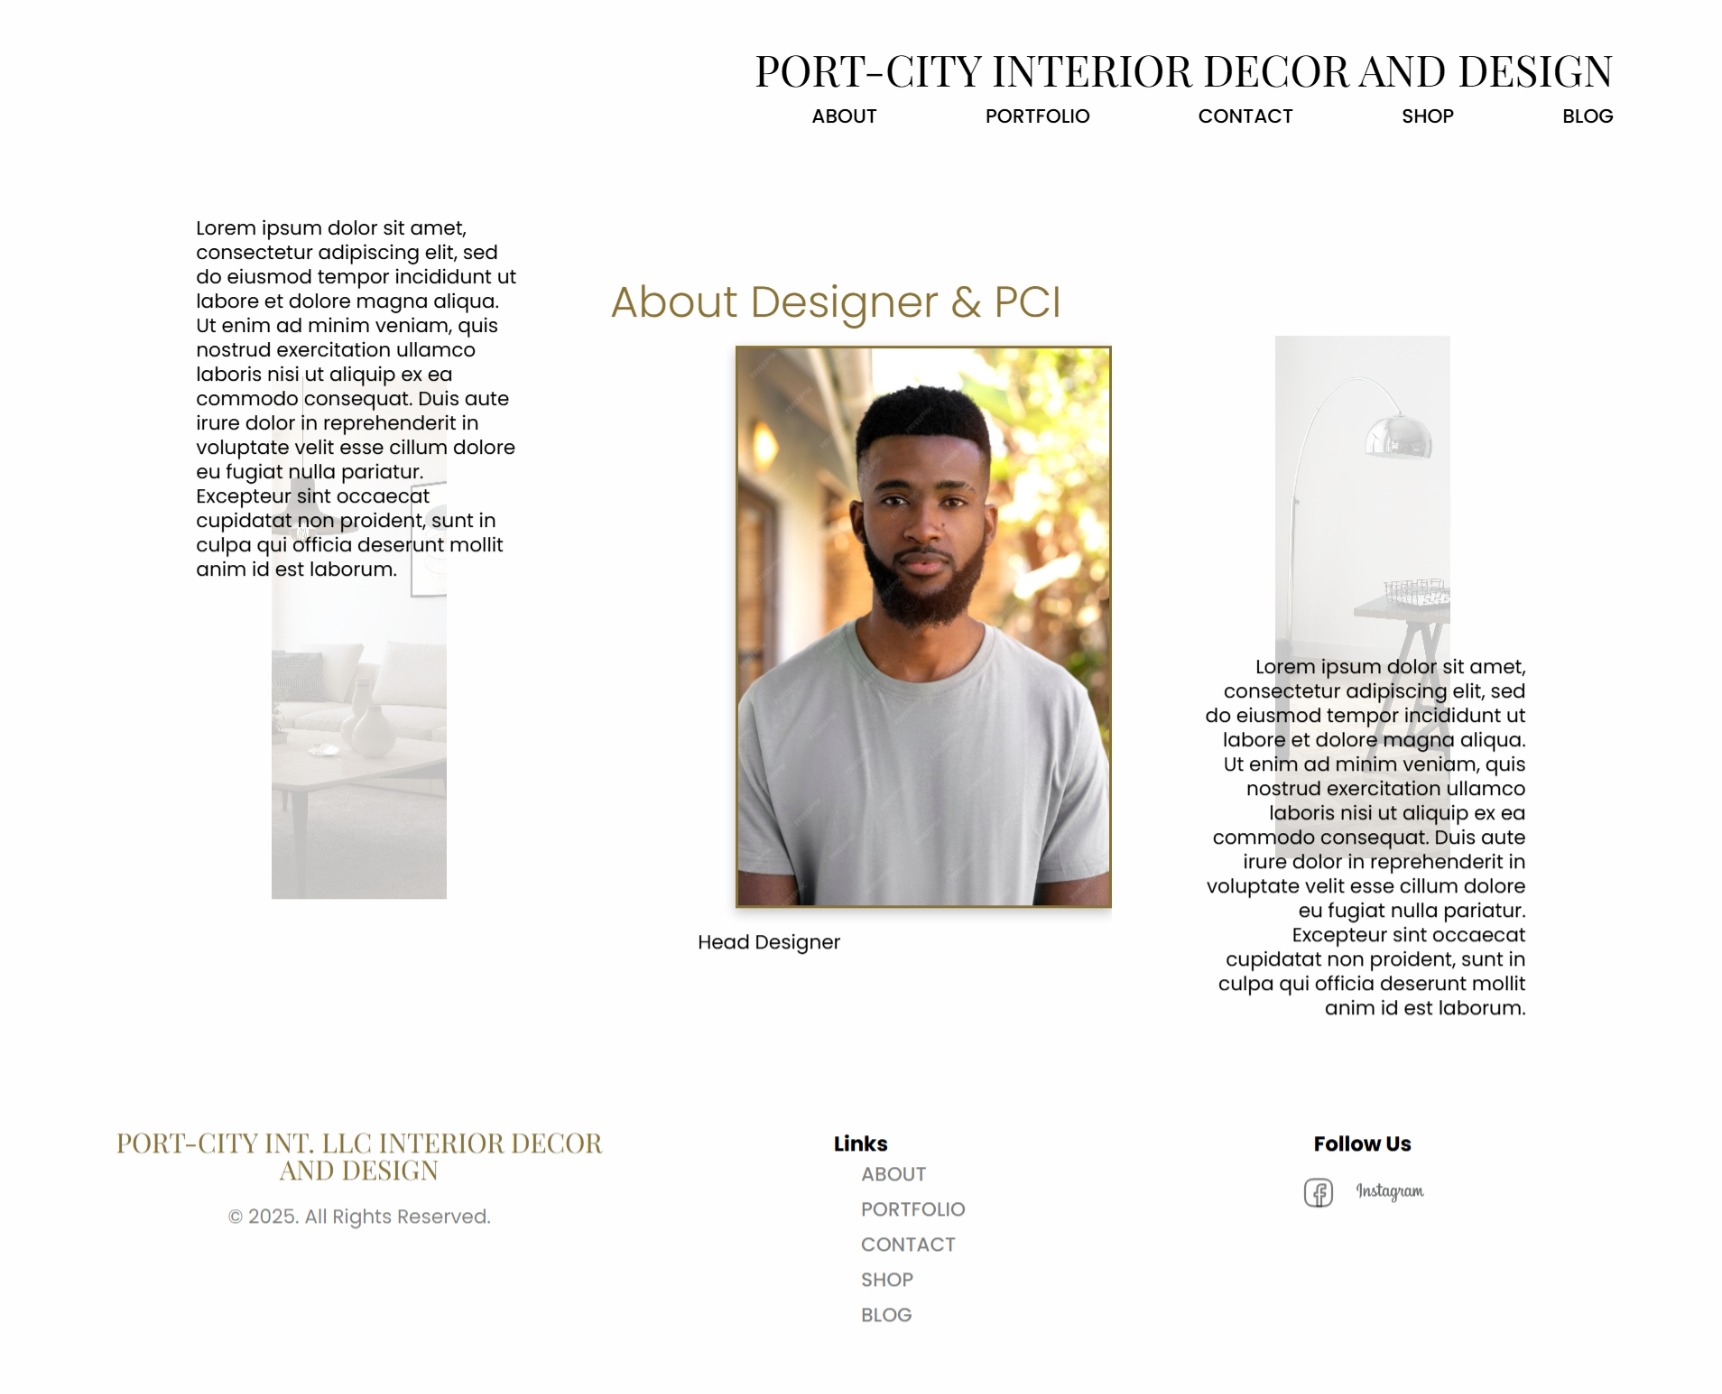 PORT-CITY INTERIOR DECOR AND DESIGN
ABOUT PORTFOLIO CONTACT SHOP BLOG
Lorem ipsum dolor sit amet,
consectetur adipiscing elit, sed
do eiusmod tempor incididunt ut
labore et dolore magna aliqua.
Ut enim ad minim veniam, quis
nostrud exercitation ullamco
laboris nisi ut aliquip ex ea
commodo consequat. Duis aute
irure dolor in reprehenderit in
voluptate velit esse cillum dolore
eu fugiat nulla pariatur.
Excepteur sint occaecat
cupidatat non proident, sunt in
culpa qui officia deserunt mollit
anim id est laborum.
About Designer & PCI
Head Designer
Lorem ipsum dolor sit amet,
consectetur adipiscing elit, sed
do eiusmod tempor incididunt ut
labore et dolore magna aliqua.
Ut enim ad minim veniam, quis
nostrud exercitation ullamco
laboris nisi ut aliquip ex ea
commodo consequat. Duis aute
irure dolor in reprehenderit in
voluptate velit esse cillum dolore
eu fugiat nulla pariatur.
Excepteur sint occaecat
cupidatat non proident, sunt in
culpa qui officia deserunt mollit
anim id est laborum.
PORT-CITY INT. LLC INTERIOR DECOR
AND DESIGN
© 2025. All Rights Reserved.
Links
ABOUT
PORTFOLIO
CONTACT
SHOP
BLOG
Follow Us
Instagram